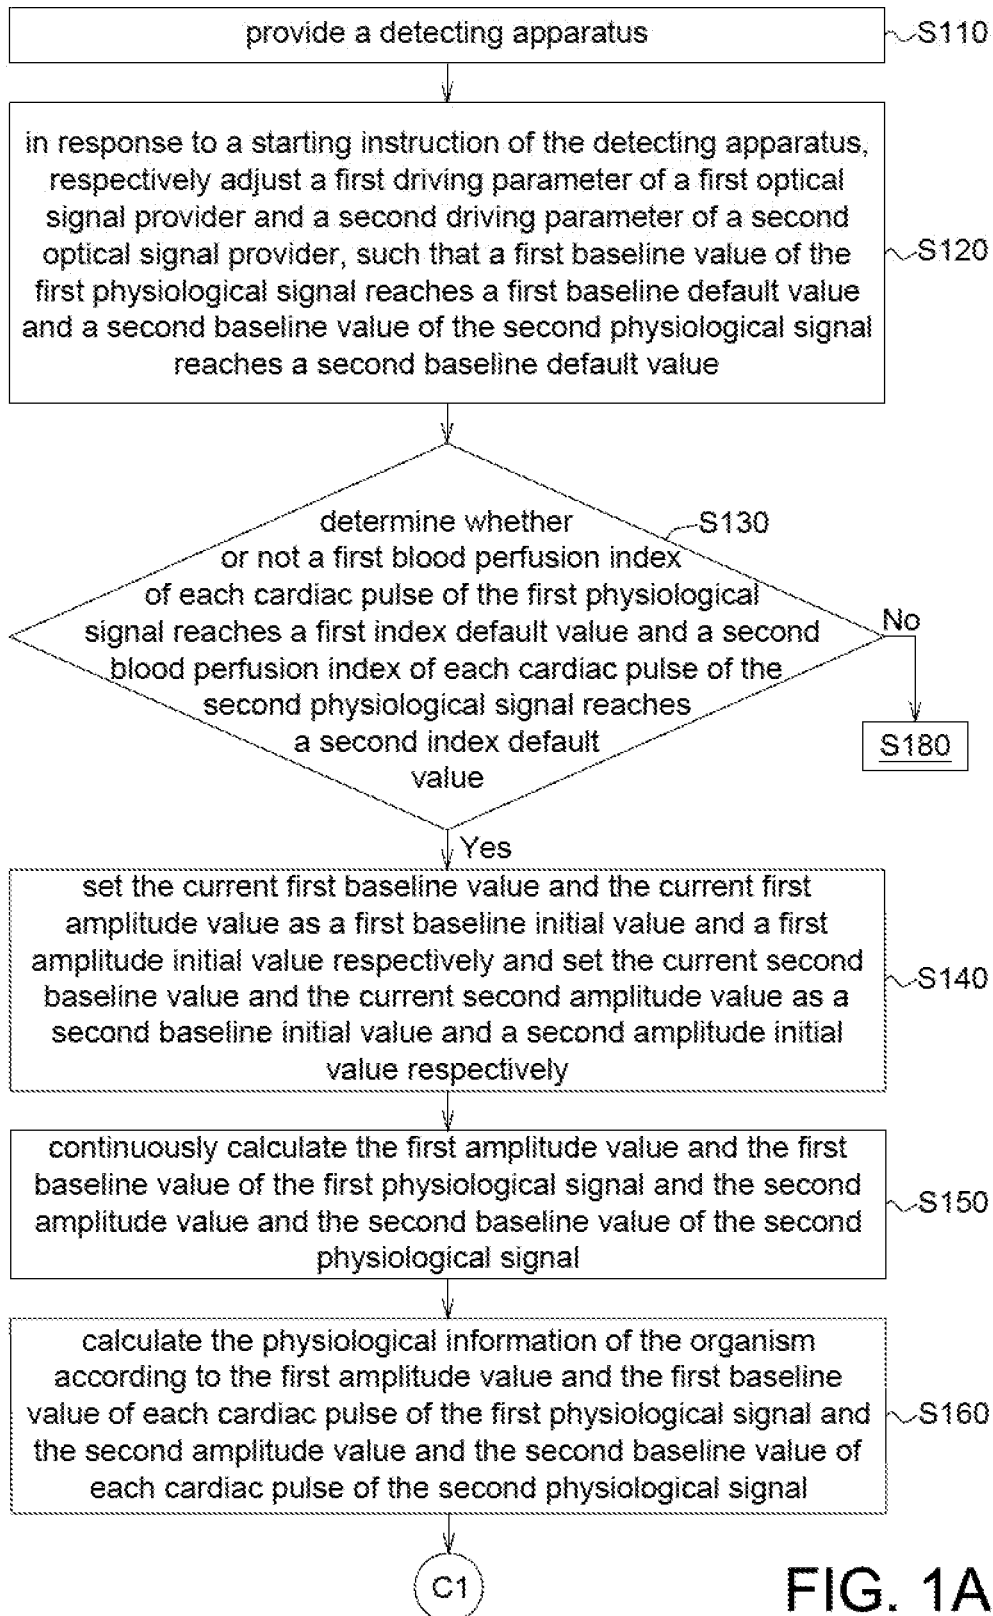 provide a detecting apparatus
S110
in response to a starting instruction of the detecting apparatus,
respectively adjust a first driving parameter of a first optical
signal provider and a second driving parameter of a second
optical signal provider, such that a first baseline value of the
first physiological signal reaches a first baseline default value
and a second baseline value of the second physiological signal
reaches a second baseline default value
S120
determine whether
or not a first blood perfusion index
of each cardiac pulse of the first physiological
signal reaches a first index default value and a second
blood perfusion index of each cardiac pulse of the
second physiological signal reaches
a second index default
value
S130
No
S180
Yes
set the current first baseline value and the current first
amplitude value as a first baseline initial value and a first
amplitude initial value respectively and set the current second
baseline value and the current second amplitude value as a
second baseline initial value and a second amplitude initial
value respectively
S140
continuously calculate the first amplitude value and the first
baseline value of the first physiological signal and the second
amplitude value and the second baseline value of the second
physiological signal
S150
calculate the physiological information of the organism
according to the first amplitude value and the first baseline
value of each cardiac pulse of the first physiological signal and
the second amplitude value and the second baseline value of
each cardiac pulse of the second physiological signal
S160
C1
FIG. 1A